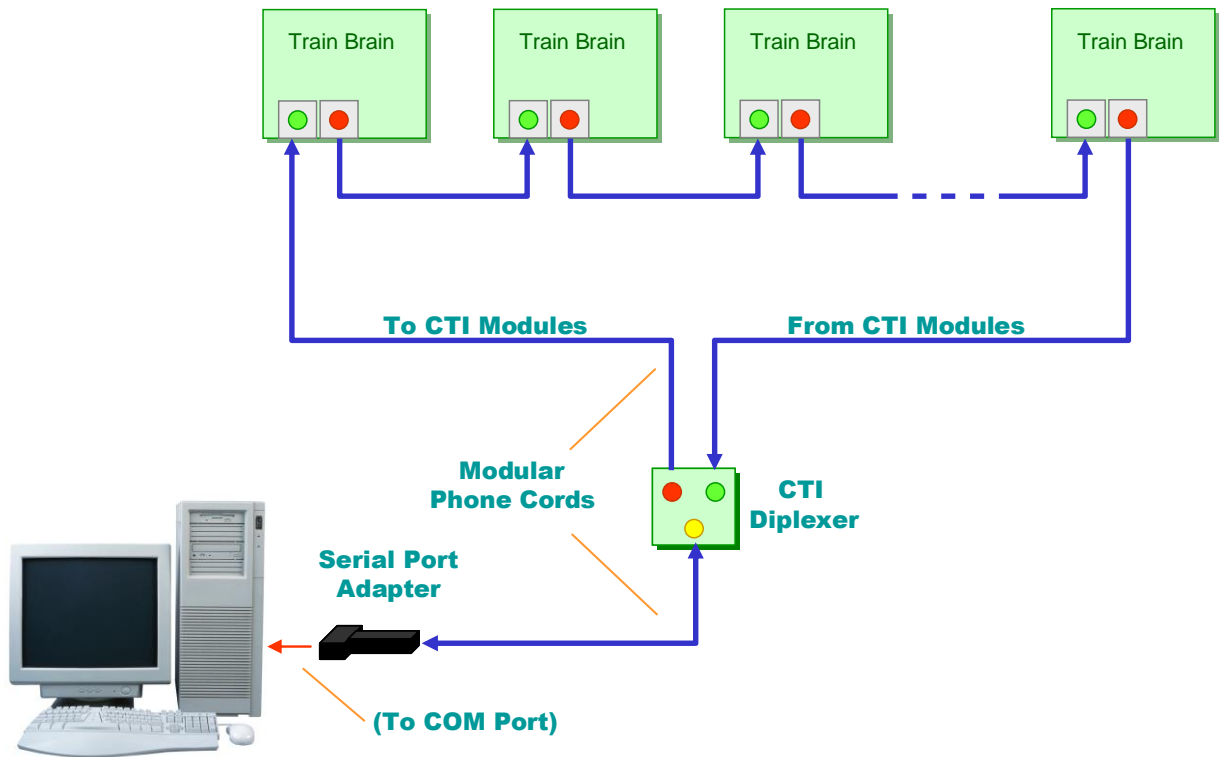 Train Brain
Train Brain
Train Brain
Train Brain
To CTI Modules
From CTI Modules
Modular
Phone Cords
CTI
Diplexer
Serial Port
Adapter
(To COM Port)